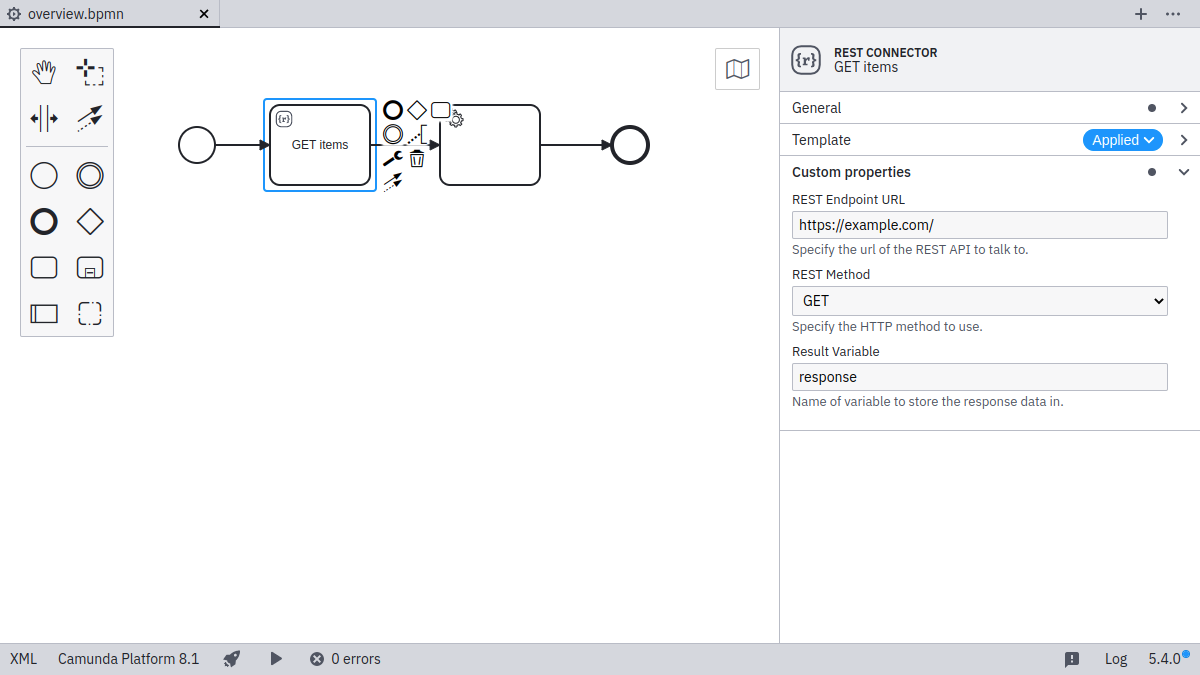 overview.bpmn
REST CONNECTOR
GET items
{r}
{r}
GET items
General
Template
Applied
Custom properties
REST Endpoint URL
https://example.com/
Specify the url of the REST API to talk to.
REST Method
GET
Specify the HTTP method to use.
Result Variable
response
Name of variable to store the response data in.
XML
Camunda Platform 8.1
0 errors
Log
5.4.0